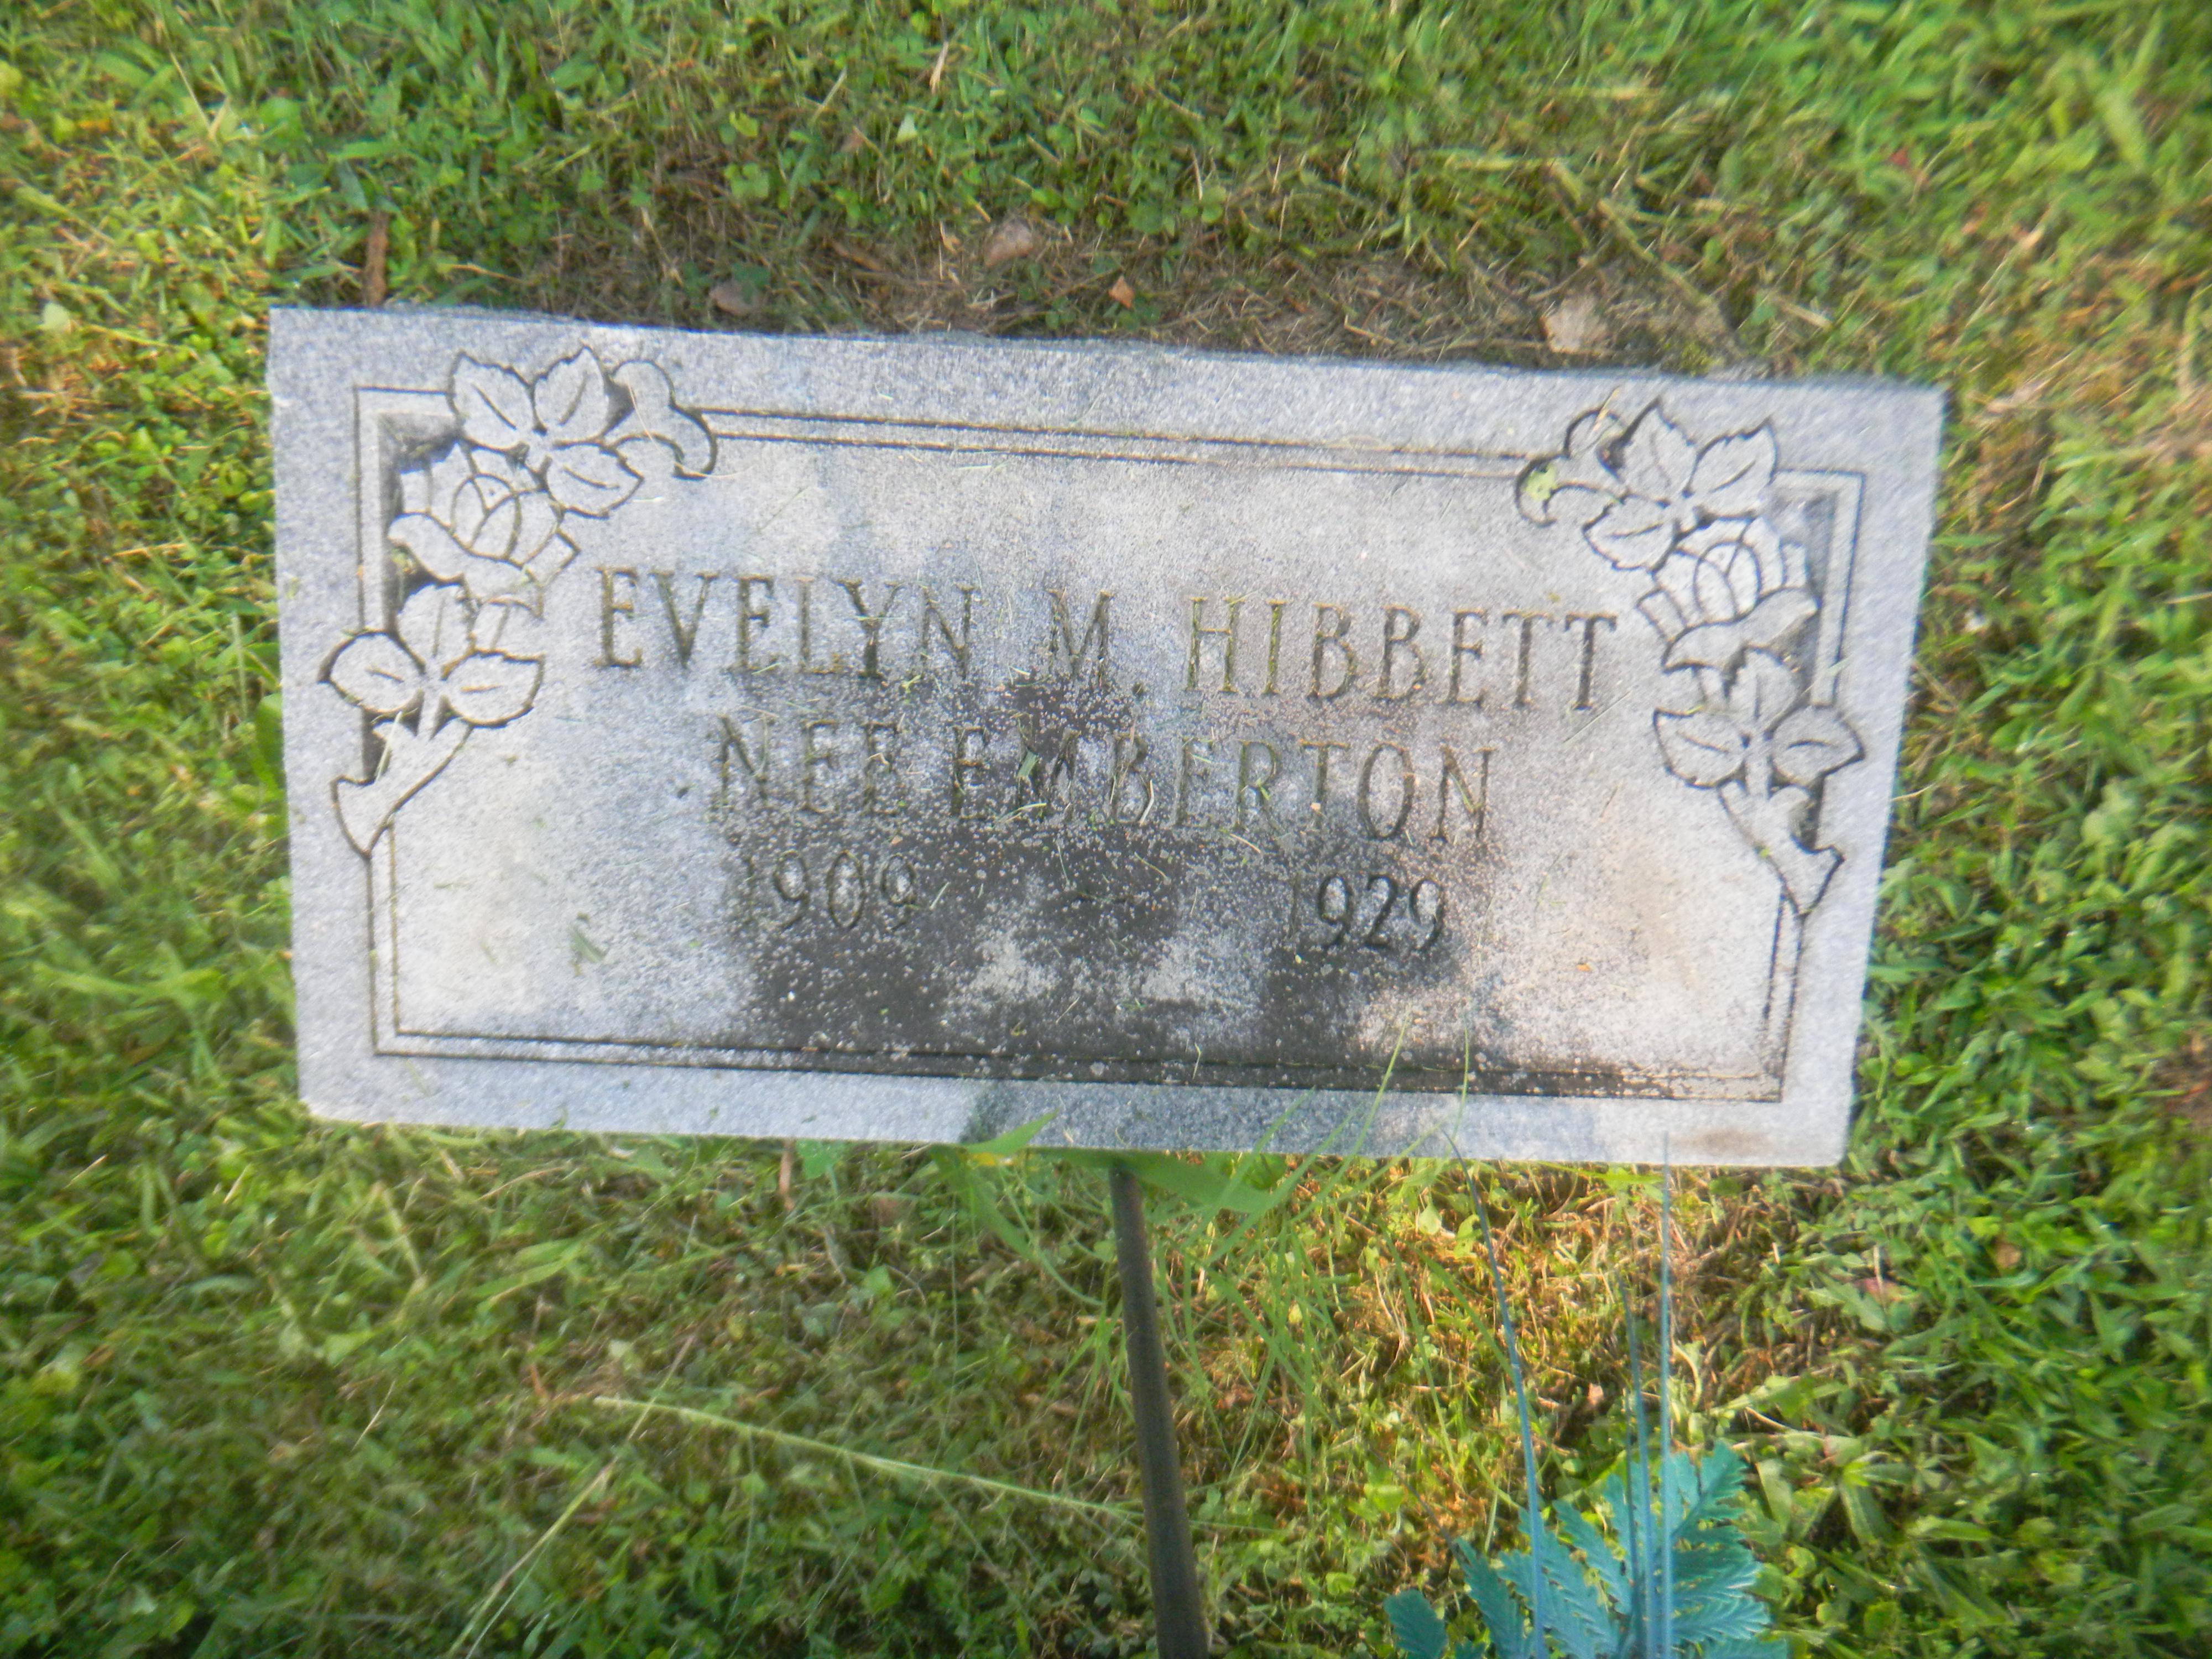 EVELYN M. HIBBETT
NEE EMBERTON
1909 - 1929